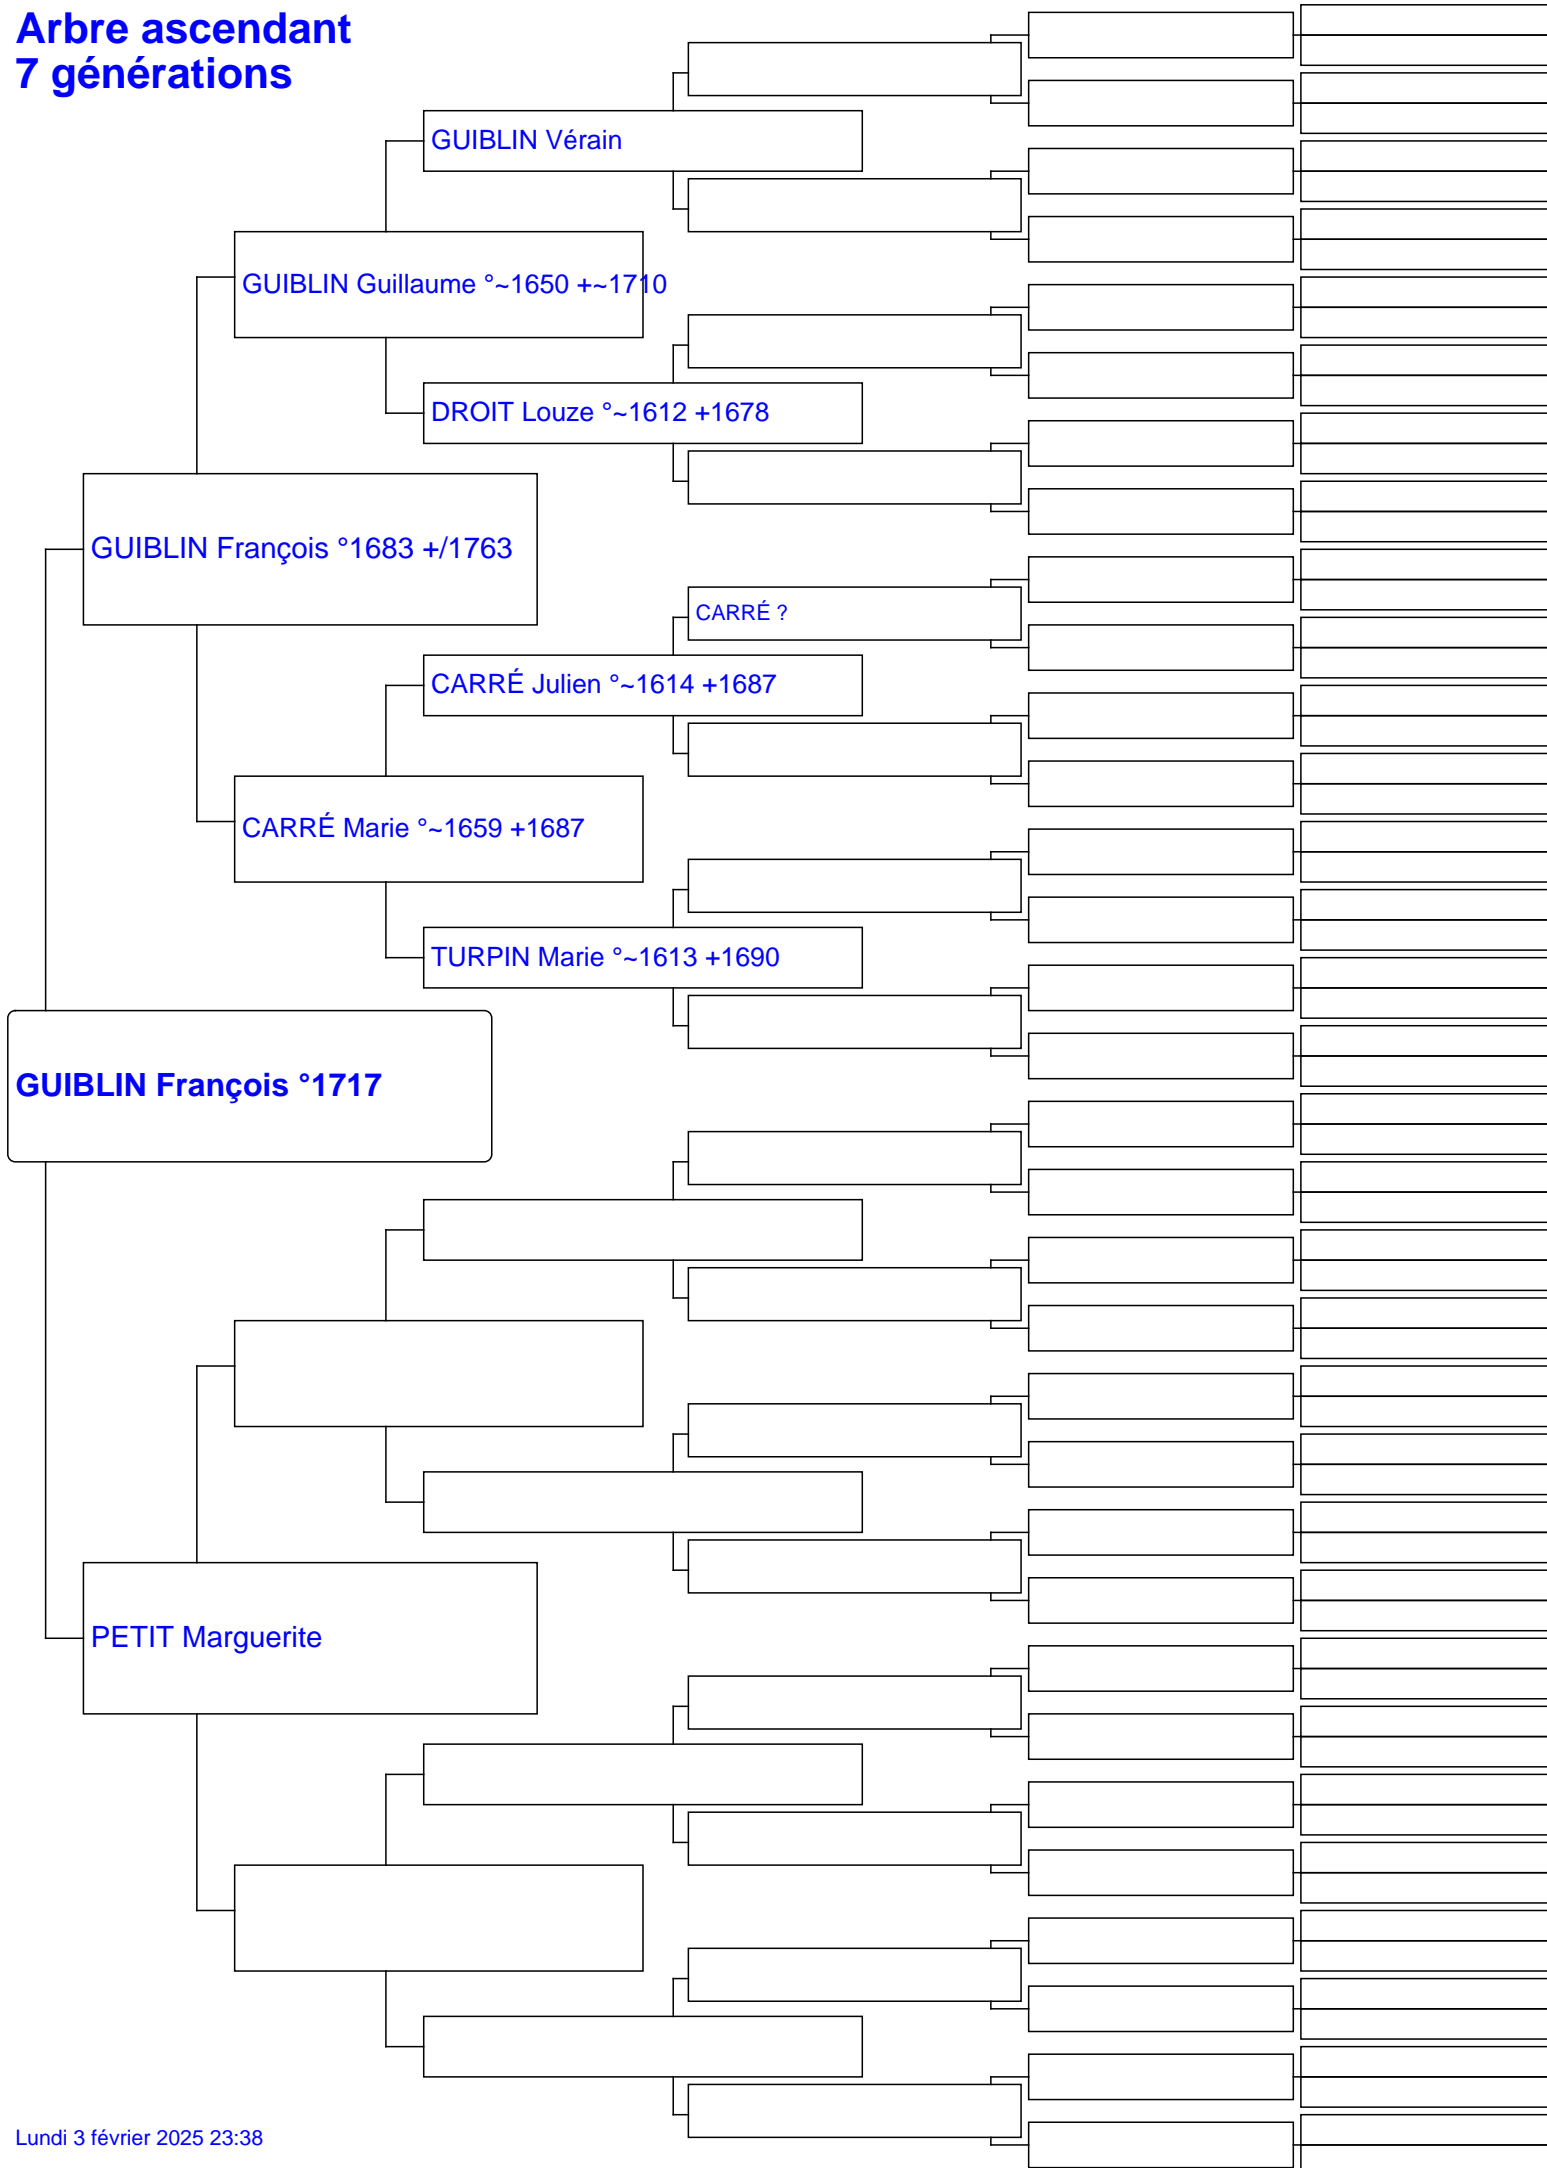 Arbre ascendant
7 générations
GUIBLIN Vérain
GUIBLIN Guillaume °~1650 +~1710
DROIT Louze °~1612 +1678
GUIBLIN François °1683 +/1763
CARRÉ ?
CARRÉ Julien °~1614 +1687
CARRÉ Marie °~1659 +1687
TURPIN Marie °~1613 +1690
GUIBLIN François °1717
PETIT Marguerite
Lundi 3 février 2025 23:38